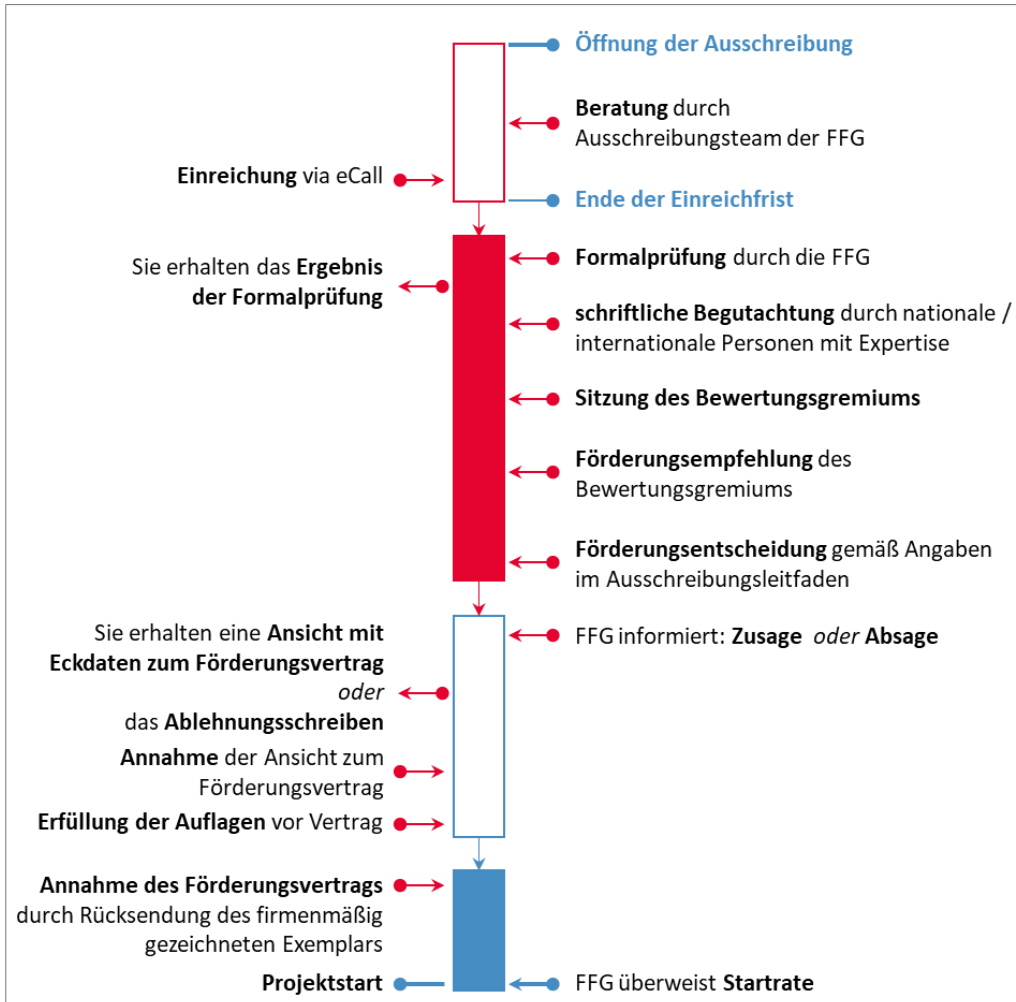 Öffnung der Ausschreibung
Beratung durch
Ausschreibungsteam der FFG
Einreichung via eCall
Ende der Einreichfrist
Formalprüfung durch die FFG
Sie erhalten das Ergebnis
der Formalprüfung
schriftliche Begutachtung durch nationale /
internationale Personen mit Expertise
Sitzung des Bewertungsgremiums
Förderungsempfehlung des
Bewertungsgremiums
Förderungsentscheidung gemäß Angaben
im Ausschreibungsleitfaden
FFG informiert: Zusage oder Absage
Sie erhalten eine Ansicht mit
Eckdaten zum Förderungsvertrag
oder
das Ablehnungsschreiben
Annahme der Ansicht zum
Förderungsvertrag
Erfüllung der Auflagen vor Vertrag
Annahme des Förderungsvertrags
durch Rücksendung des firmenmäßig
gezeichneten Exemplars
Projektstart
FFG überweist Startrate